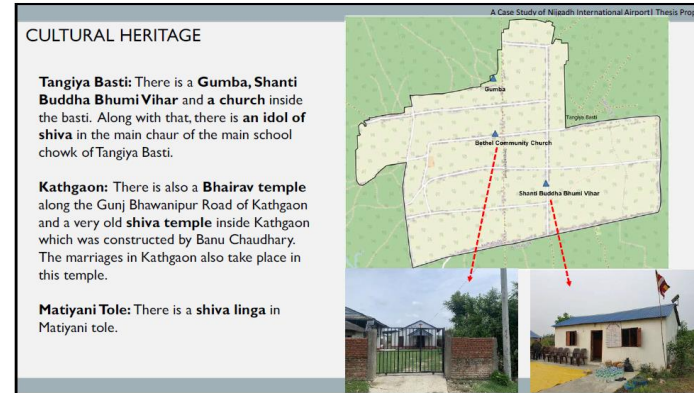 A Case Study of Nijgadh International Airport| Thesis Prop
CULTURAL HERITAGE
Tangiya Basti: There is a Gumba, Shanti
Buddha Bhumi Vihar and a church inside
the basti. Along with that, there is an idol of
shiva in the main chaur of the main school
chowk of Tangiya Basti.
Kathgaon: There is also a Bhairav temple
along the Gunj Bhawanipur Road of Kathgaon
and a very old shiva temple inside Kathgaon
which was constructed by Banu Chaudhary.
The marriages in Kathgaon also take place in
this temple.
Matiyani Tole: There is a shiva linga in
Matiyani tole.
Gumba
Tangiya Basti
Bethel Community Church
Shanti Buddha Bhumi Vihar